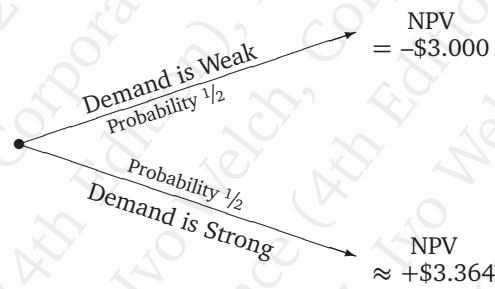 NPV
= –$3.000
Demand is Weak
Probability 1/2
Probability 1/2
Demand is Strong
NPV
≈ +$3.364